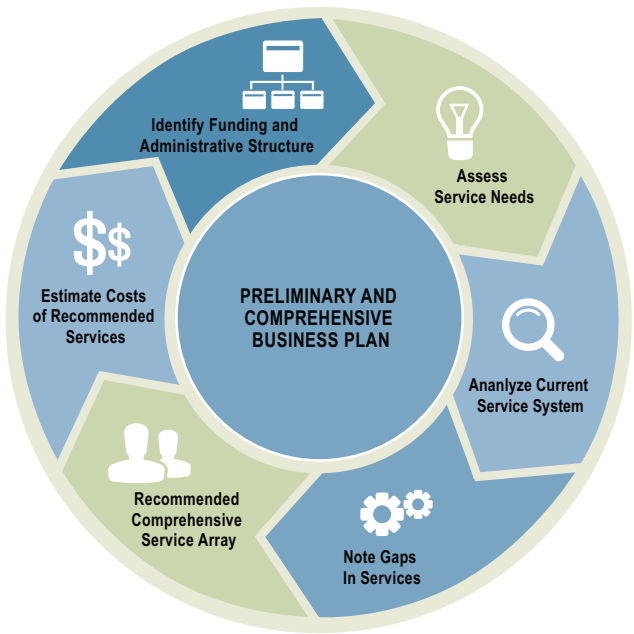 Identify Funding and
Administrative Structure
Assess
Service Needs
Ananlyze Current
Service System
Note Gaps
In Services
Recommended
Comprehensive
Service Array
$$
Estimate Costs
of Recommended
Services
PRELIMINARY AND
COMPREHENSIVE
BUSINESS PLAN